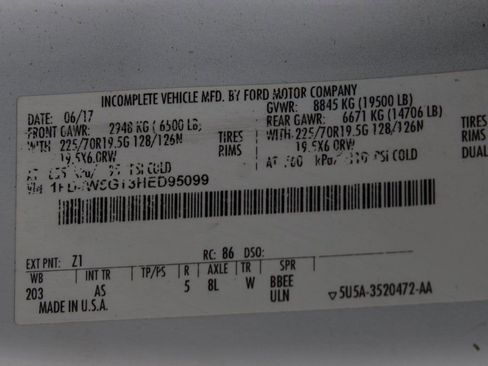 INCOMPLETE VEHICLE MFD. BY FORD MOTOR COMPANY
DATE: 06/17 GVWR: 8845 KG (19500 LB)
FRONT GAWR: 2948 KG (6500 LB) REAR GAWR: 6671 KG (14706 LB)
WITH 225/70R19.5G 128/126N TIRES WITH 225/70R19.5G 128/126N TIRES
19.5X6.0RW RIMS 19.5X6.0RW RIMS
AT kPa/ PSI COLD AT kPa/ PSI COLD DUAL
EXT PNT: Z1 RC: 86 DSO:
WB INT TR TP/PS R AXLE TR SPR
203 AS 5 8L W BBEE
ULN
MADE IN U.S.A. ▽5U5A-3520472-AA